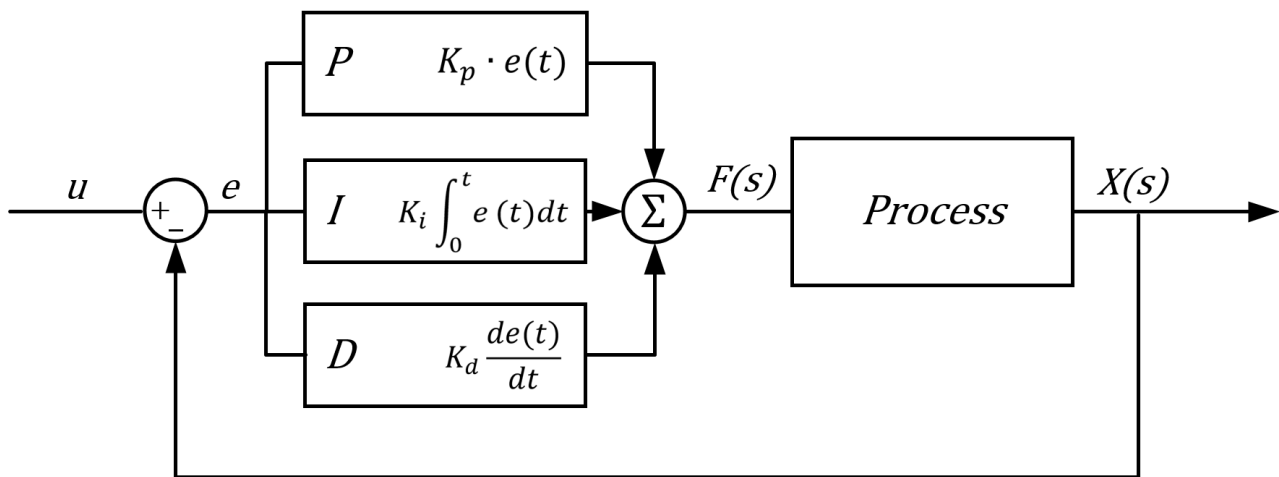 P K_p · e(t)
u
+
−
e
I K_i ∫_0^t e (t)dt
Σ
F(s)
Process
X(s)
D K_d de(t)/dt